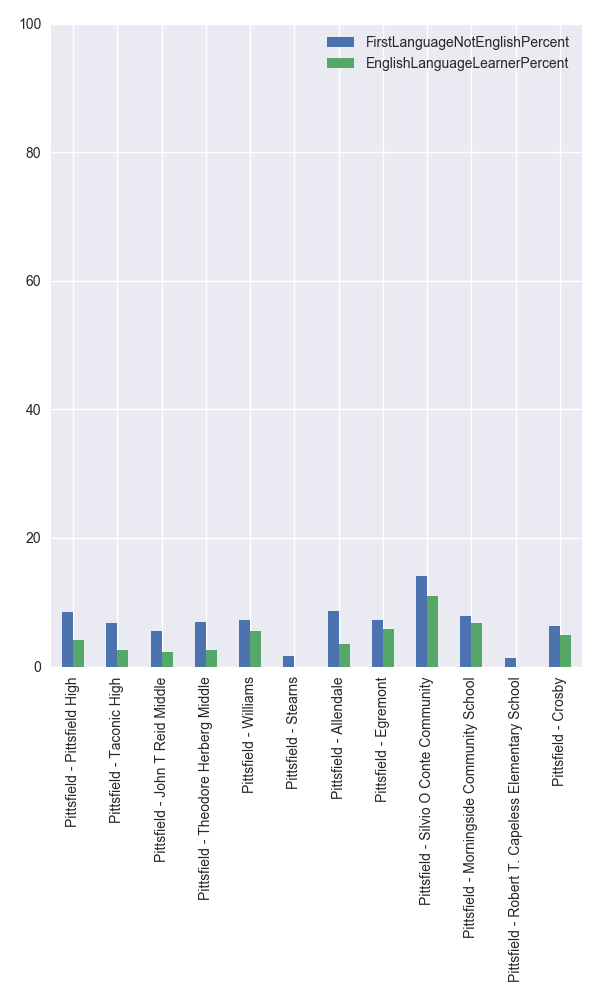 100
80
60
40
20
0
FirstLanguageNotEnglishPercent
EnglishLanguageLearnerPercent
Pittsfield - Pittsfield High
Pittsfield - Taconic High
Pittsfield - John T Reid Middle
Pittsfield - Theodore Herberg Middle
Pittsfield - Williams
Pittsfield - Stearns
Pittsfield - Allendale
Pittsfield - Egremont
Pittsfield - Silvio O Conte Community
Pittsfield - Morningside Community School
Pittsfield - Robert T. Capeless Elementary School
Pittsfield - Crosby